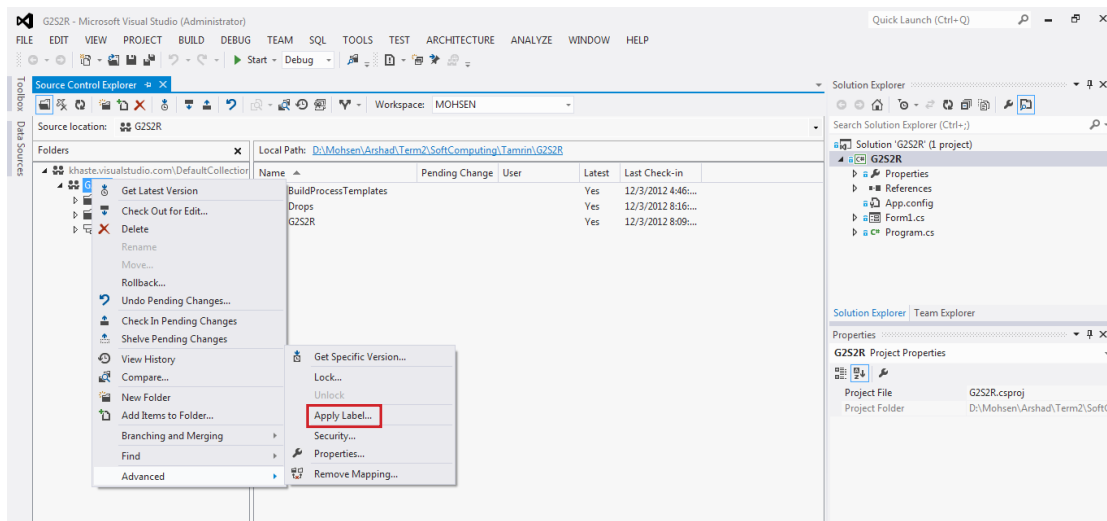 G2S2R - Microsoft Visual Studio (Administrator)
Quick Launch (Ctrl+Q)
FILE EDIT VIEW PROJECT BUILD DEBUG TEAM SQL TOOLS TEST ARCHITECTURE ANALYZE WINDOW HELP
Start - Debug
Toolbox
Data Sources
Source Control Explorer
Workspace: MOHSEN
Source location: G2S2R
Folders
Local Path: D:\Mohsen\Arshad\Term2\SoftComputing\Tamrin\G2S2R
khaste.visualstudio.com\DefaultCollection
Name Pending Change User Latest Last Check-in
BuildProcessTemplates Yes 12/3/2012 4:46:...
Drops Yes 12/3/2012 8:16:...
G2S2R Yes 12/3/2012 8:09:...
Get Latest Version
Check Out for Edit...
Delete
Rename
Move...
Rollback...
Undo Pending Changes...
Check In Pending Changes
Shelve Pending Changes
View History
Compare...
New Folder
Add Items to Folder...
Branching and Merging
Find
Advanced
Get Specific Version...
Lock...
Unlock
Apply Label...
Security...
Properties...
Remove Mapping...
Solution Explorer
Search Solution Explorer (Ctrl+;)
Solution 'G2S2R' (1 project)
G2S2R
Properties
References
App.config
Form1.cs
Program.cs
Solution Explorer Team Explorer
Properties
G2S2R Project Properties
Project File G2S2R.csproj
Project Folder D:\Mohsen\Arshad\Term2\Soft